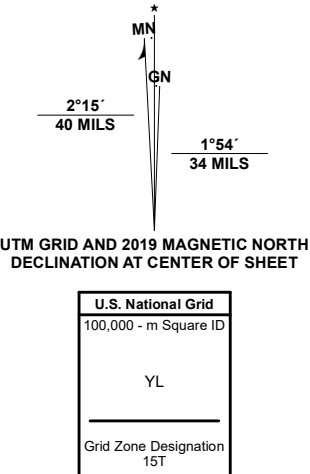 MN
GN
2°15´
40 MILS
1°54´
34 MILS
UTM GRID AND 2019 MAGNETIC NORTH
DECLINATION AT CENTER OF SHEET
U.S. National Grid
100,000 - m Square ID
YL
Grid Zone Designation
15T